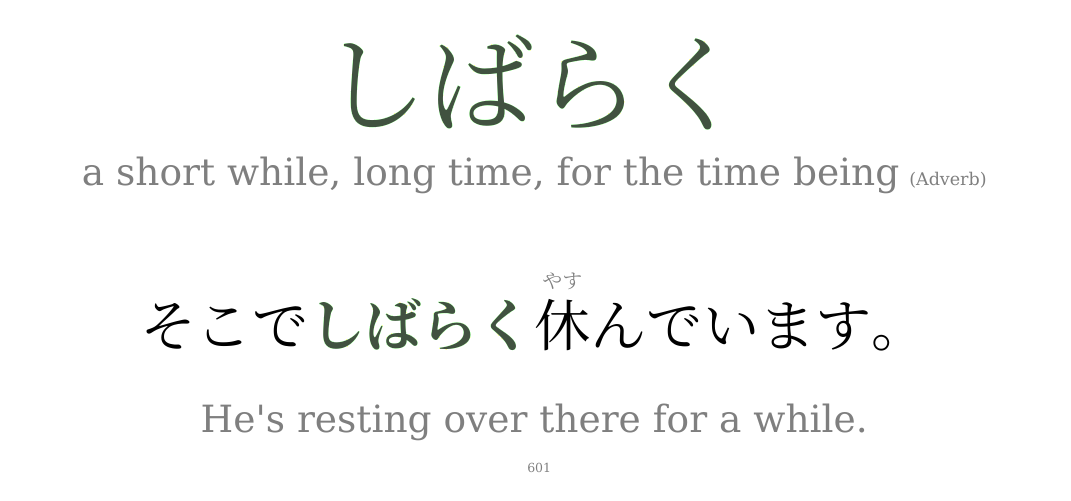 しばらく
a short while, long time, for the time being (Adverb)
やす
そこでしばらく休んでいます。
He's resting over there for a while.
601